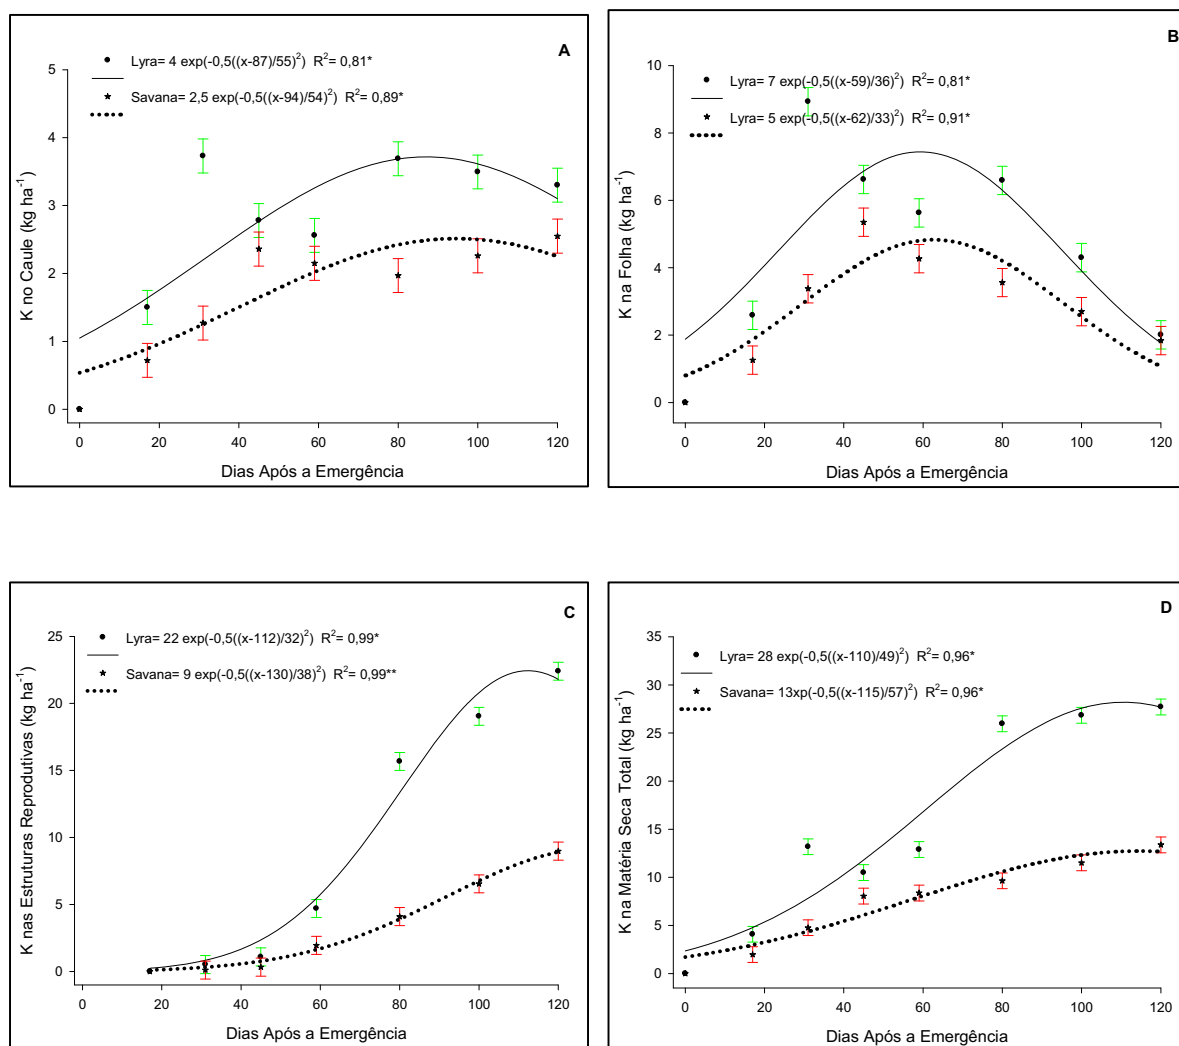 A
Lyra= 4 exp(-0,5((x-87)/55)²) R²= 0,81*
Savana= 2,5 exp(-0,5((x-94)/54)²) R²= 0,89*
K no Caule (kg ha⁻¹)
5
4
3
2
1
0
0 20 40 60 80 100 120
Dias Após a Emergência
B
Lyra= 7 exp(-0,5((x-59)/36)²) R²= 0,81*
Lyra= 5 exp(-0,5((x-62)/33)²) R²= 0,91*
K na Folha (kg ha⁻¹)
10
8
6
4
2
0
0 20 40 60 80 100 120
Dias Após a Emergência
C
Lyra= 22 exp(-0,5((x-112)/32)²) R²= 0,99*
Savana= 9 exp(-0,5((x-130)/38)²) R²= 0,99**
K nas Estruturas Reprodutivas (kg ha⁻¹)
25
20
15
10
5
0
0 20 40 60 80 100 120
Dias Após a Emergência
D
Lyra= 28 exp(-0,5((x-110)/49)²) R²= 0,96*
Savana= 13xp(-0,5((x-115)/57)²) R²= 0,96*
K na Matéria Seca Total (kg ha⁻¹)
35
30
25
20
15
10
5
0
0 20 40 60 80 100 120
Dias Após a Emergência